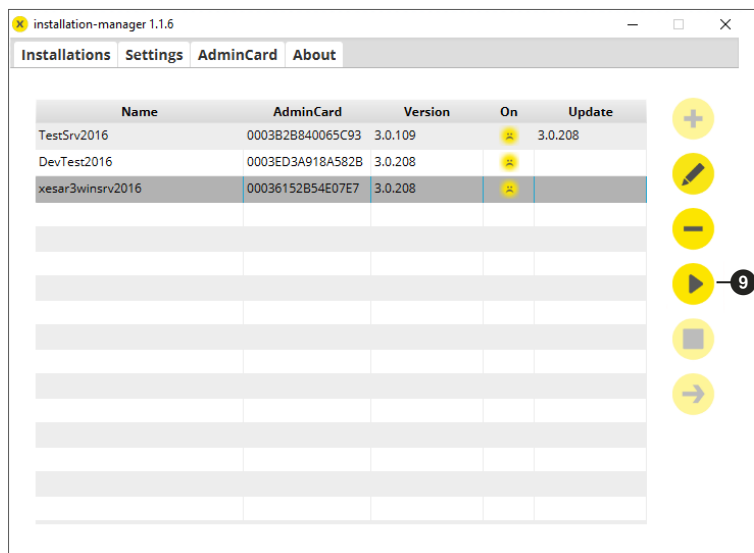 installation-manager 1.1.6
Installations Settings AdminCard About
Name AdminCard Version On Update
TestSrv2016 0003B2B840065C93 3.0.109 3.0.208
DevTest2016 0003ED3A918A582B 3.0.208
xesar3winsrv2016 00036152B54E07E7 3.0.208
9